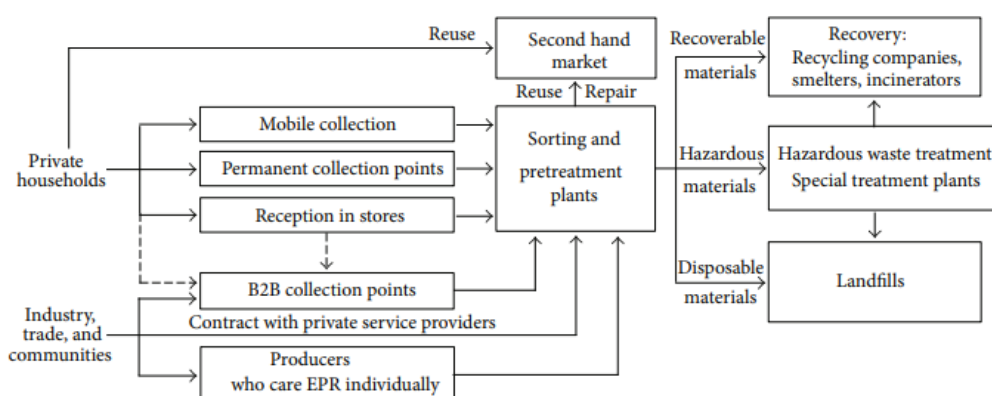 Reuse
Second hand
market
Recoverable
materials
Recovery:
Recycling companies,
smelters, incinerators
Reuse Repair
Mobile collection
Sorting and
pretreatment
plants
Private
households
Permanent collection points
Hazardous
materials
Hazardous waste treatment
Special treatment plants
Reception in stores
B2B collection points
Disposable
materials
Landfills
Industry,
trade, and
communities
Contract with private service providers
Producers
who care EPR individually